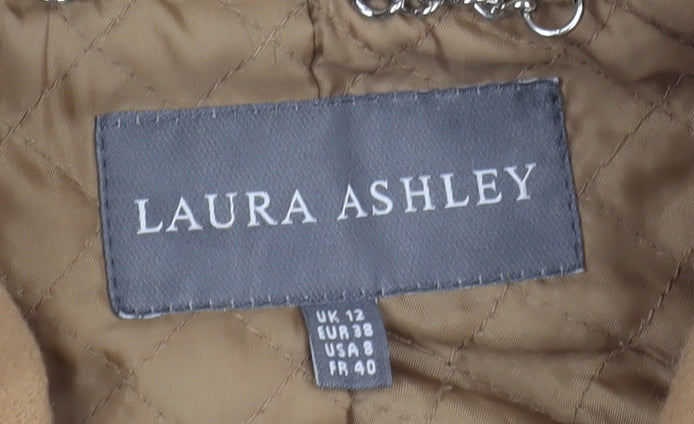 LAURA ASHLEY
UK 12
EUR 38
USA 8
FR 40